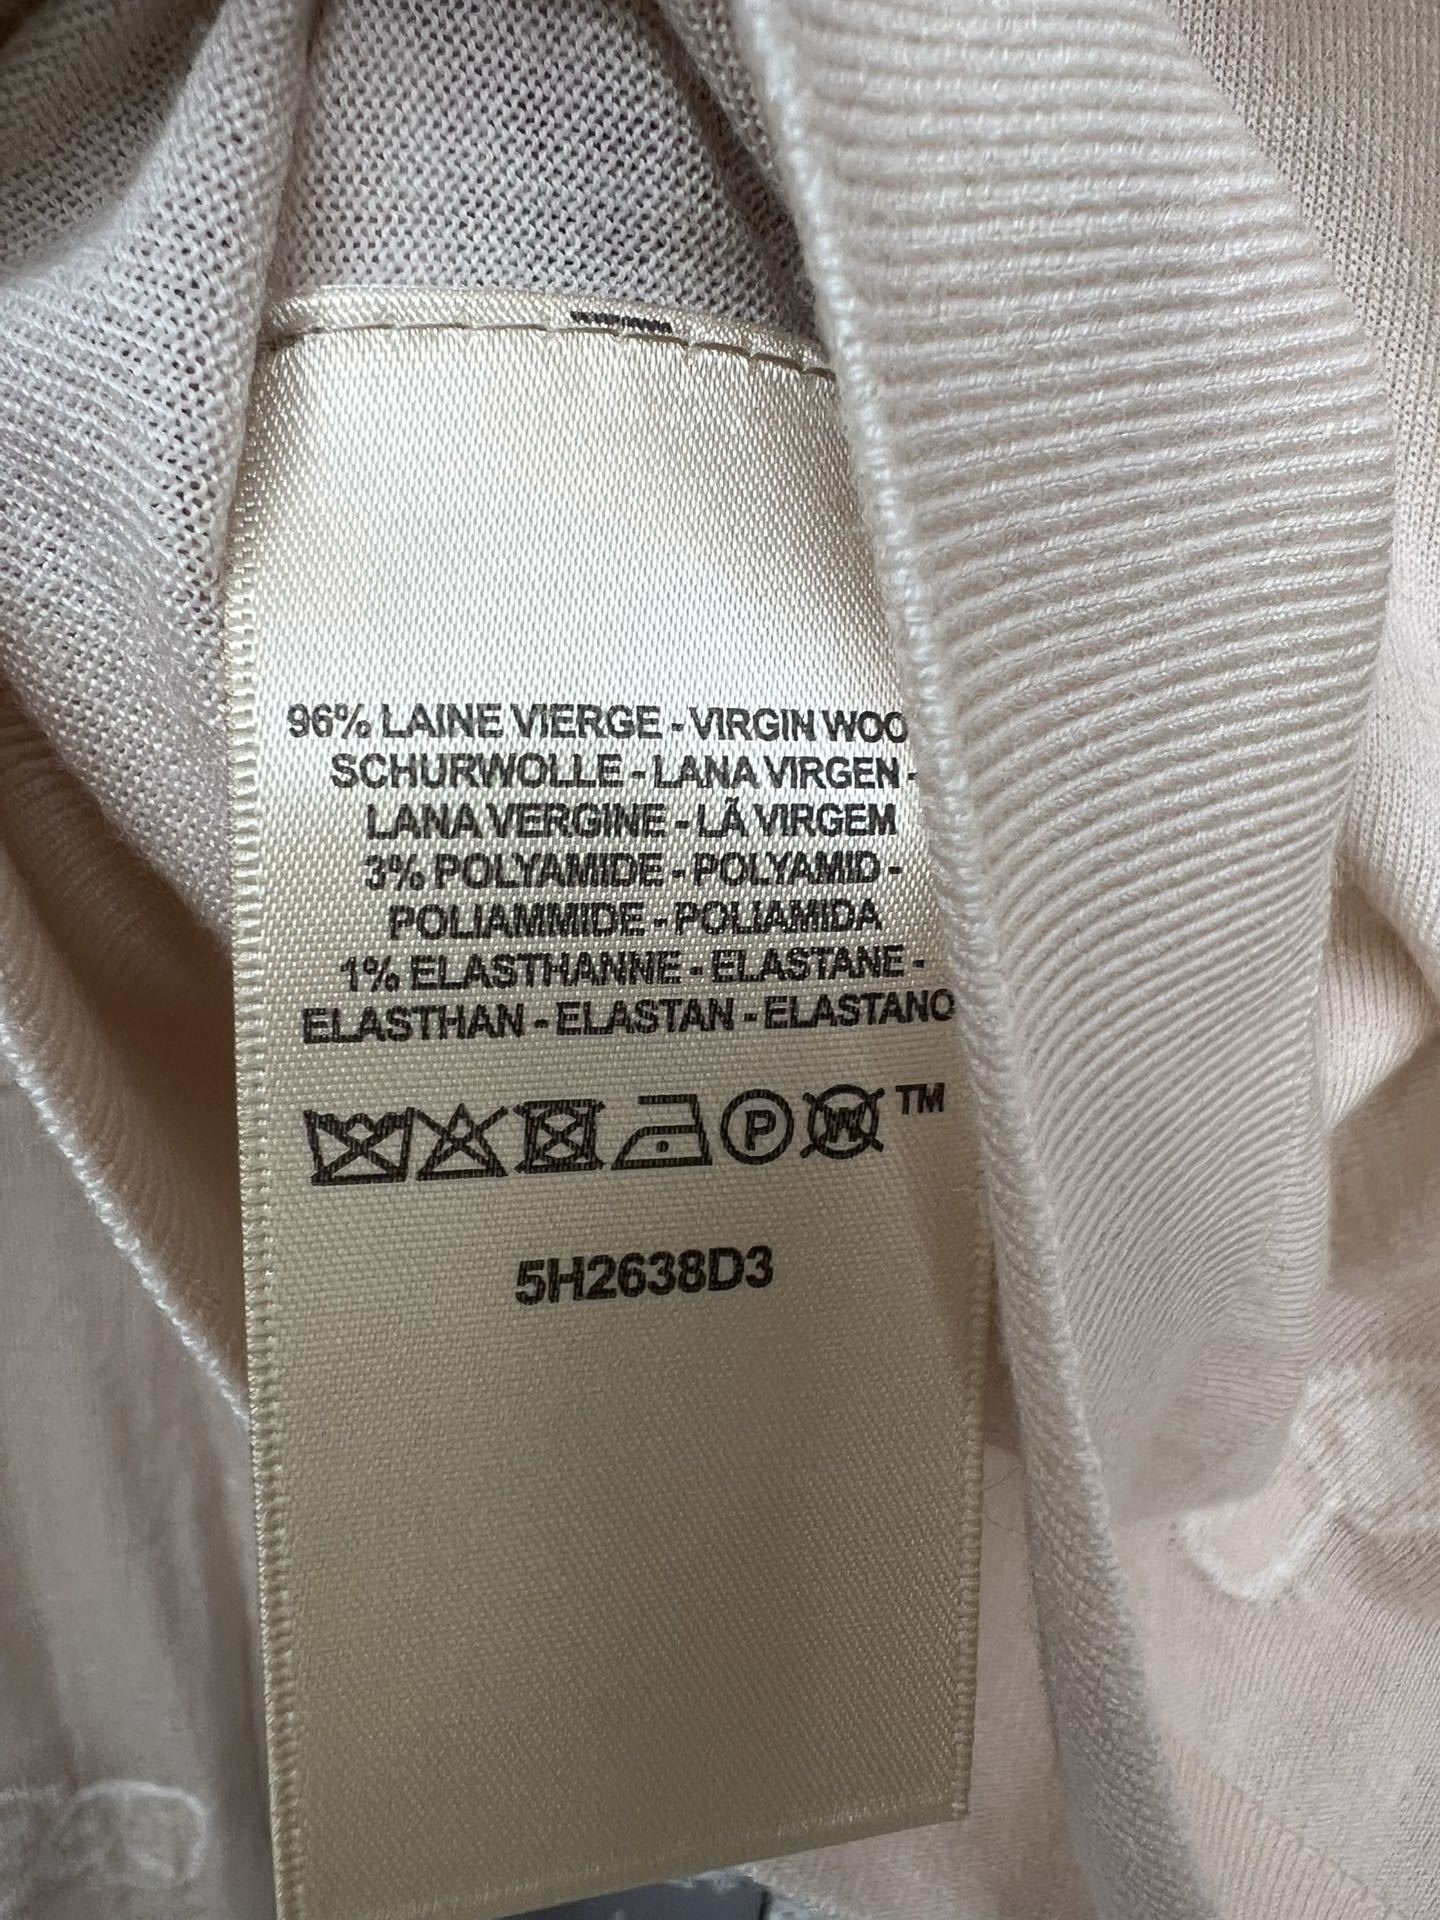 96% LAINE VIERGE - VIRGIN WOO
SCHURWOLLE - LANA VIRGEN -
LANA VERGINE - LÃ VIRGEM
3% POLYAMIDE - POLYAMID -
POLIAMMIDE - POLIAMIDA
1% ELASTHANNE - ELASTANE -
ELASTHAN - ELASTAN - ELASTANO
P W TM
5H2638D3